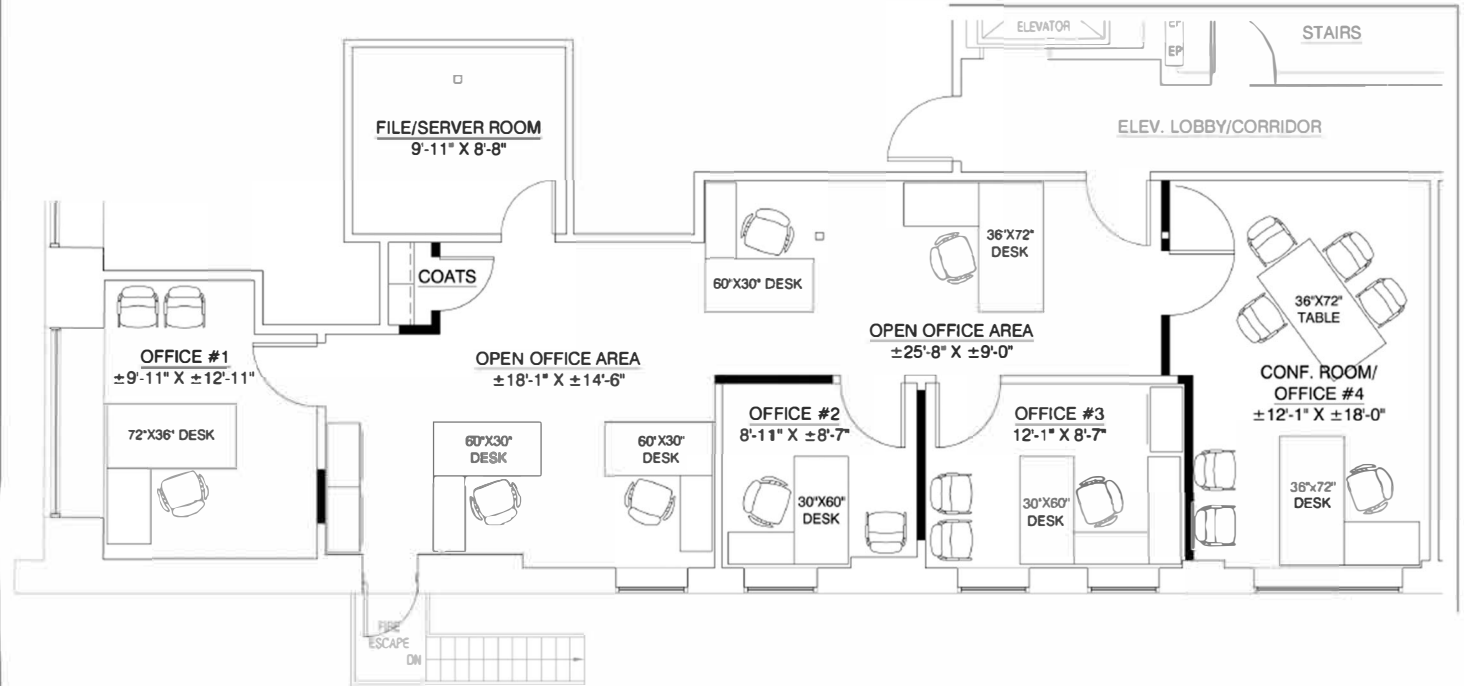 ELEVATOR
EP
EP
STAIRS
ELEV. LOBBY/CORRIDOR
FILE/SERVER ROOM
9'-11" X 8'-8"
COATS
60"X30" DESK
36"X72"
DESK
OPEN OFFICE AREA
±25'-8" X ±9'-0"
36"X72"
TABLE
CONF. ROOM/
OFFICE #4
±12'-1" X ±18'-0"
OFFICE #1
±9'-11" X ±12'-11"
OPEN OFFICE AREA
±18'-1" X ±14'-6"
OFFICE #2
8'-11" X ±8'-7"
OFFICE #3
12'-1" X 8'-7"
72"X36" DESK
60"X30"
DESK
60"X30"
DESK
30"X60"
DESK
30"X60"
DESK
36"x72"
DESK
FIRE
ESCAPE
DN